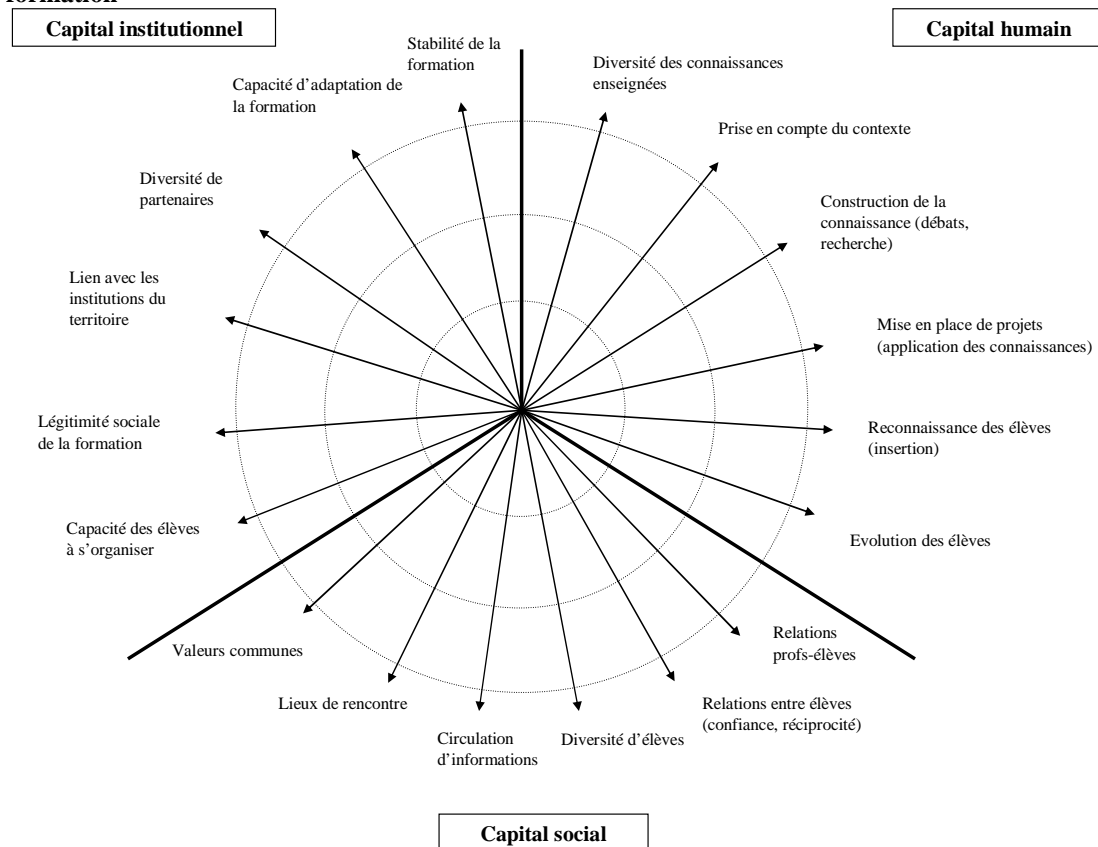 formation
Capital institutionnel
Capital humain
Stabilité de la
formation
Diversité des connaissances
enseignées
Capacité d'adaptation de
la formation
Prise en compte du contexte
Diversité de
partenaires
Construction de la
connaissance (débats,
recherche)
Lien avec les
institutions du
territoire
Mise en place de projets
(application des connaissances)
Légitimité sociale
de la formation
Reconnaissance des élèves
(insertion)
Capacité des élèves
à s'organiser
Evolution des élèves
Valeurs communes
Relations
profs-élèves
Lieux de rencontre
Relations entre élèves
(confiance, réciprocité)
Circulation
d'informations
Diversité d'élèves
Capital social